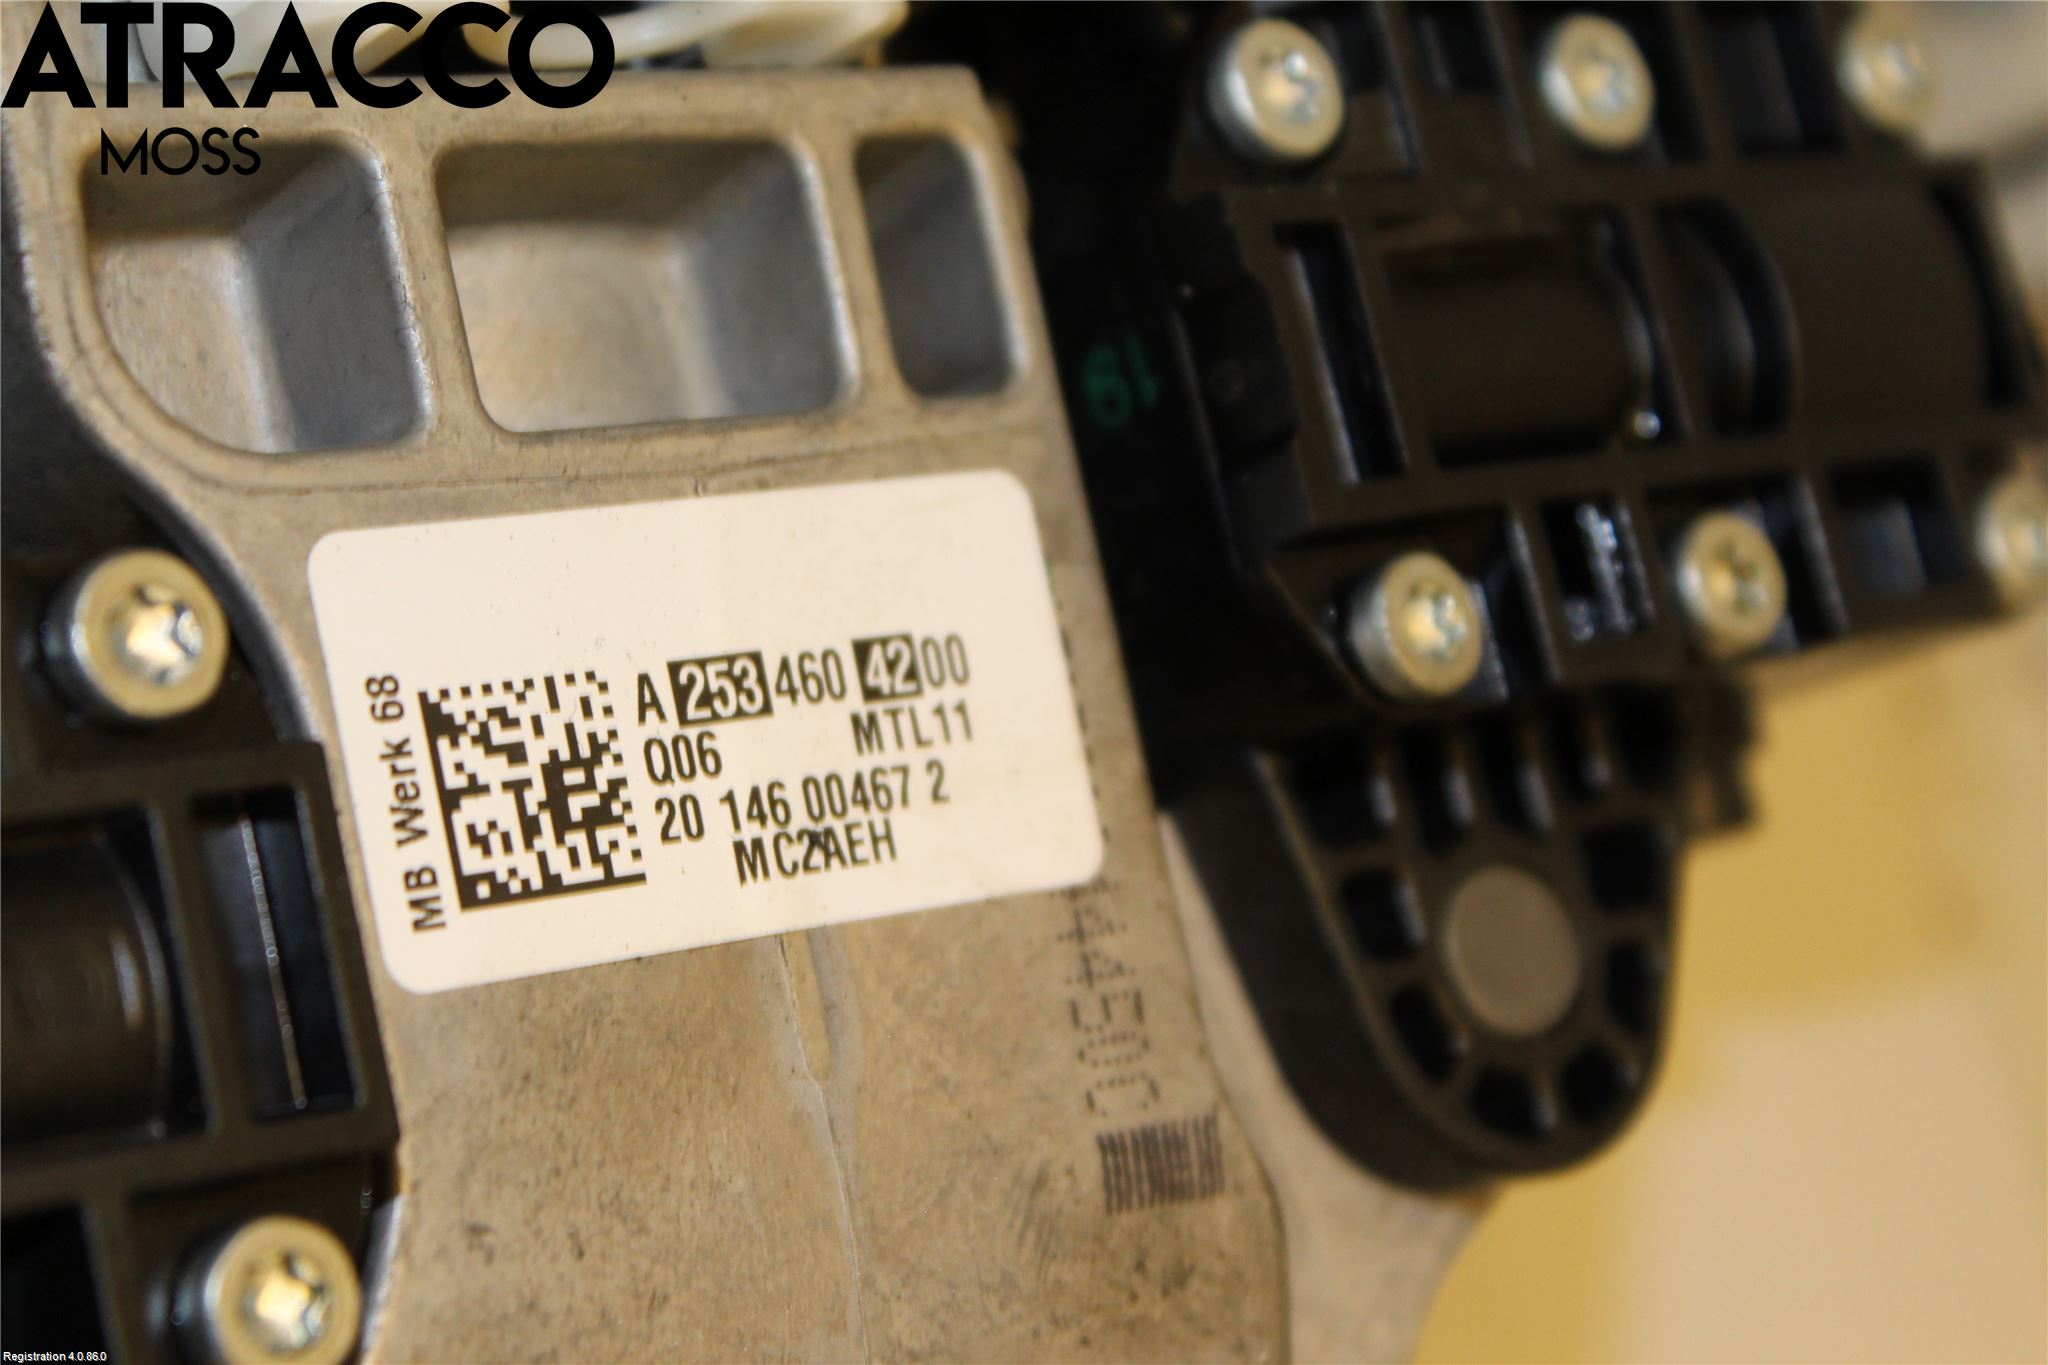 ATRACCO
MOSS
19
MB Werk 68
A 253 460 42 00
Q06 MTL11
20 146 00467 2
MC2AEH
Registration 4.0.86.0